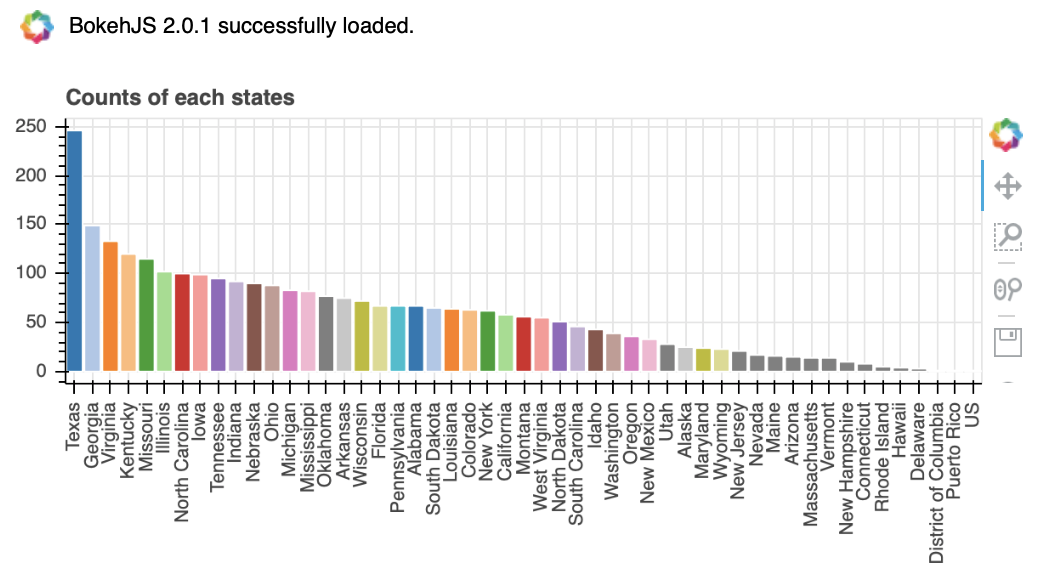 BokehJS 2.0.1 successfully loaded.
Counts of each states
250
200
150
100
50
0
Texas
Georgia
Virginia
Kentucky
Missouri
Illinois
North Carolina
Iowa
Tennessee
Indiana
Nebraska
Ohio
Michigan
Mississippi
Oklahoma
Arkansas
Wisconsin
Florida
Pennsylvania
Alabama
South Dakota
Louisiana
Colorado
New York
California
Montana
West Virginia
North Dakota
South Carolina
Idaho
Washington
Oregon
New Mexico
Utah
Alaska
Maryland
Wyoming
New Jersey
Nevada
Maine
Arizona
Massachusetts
Vermont
New Hampshire
Connecticut
Rhode Island
Hawaii
Delaware
District of Columbia
Puerto Rico
US